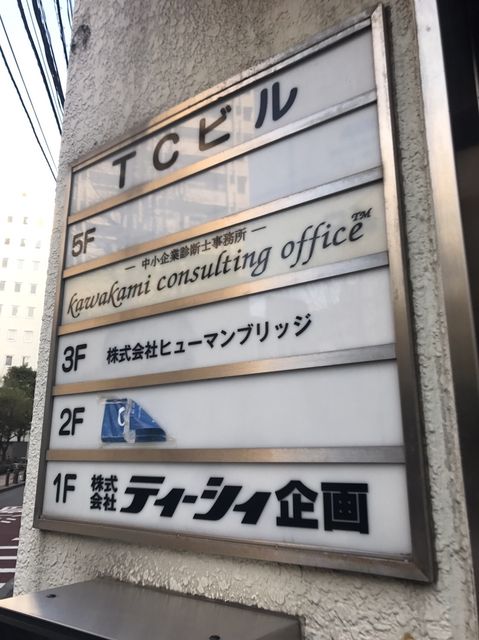 TCビル
5F
— 中小企業診断士事務所 —
kawakami consulting office™
3F 株式会社ヒューマンブリッジ
2F
1F 株式会社 ティーシィ企画